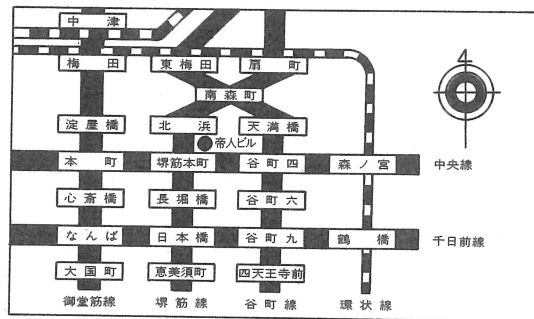 中津
梅田 東梅田 扇町
南森町
淀屋橋 北浜 天満橋
帝人ビル
本町 堺筋本町 谷町四 森ノ宮 中央線
心斎橋 長堀橋 谷町六
なんば 日本橋 谷町九 鶴橋 千日前線
大国町 恵美須町 四天王寺前
御堂筋線 堺筋線 谷町線 環状線